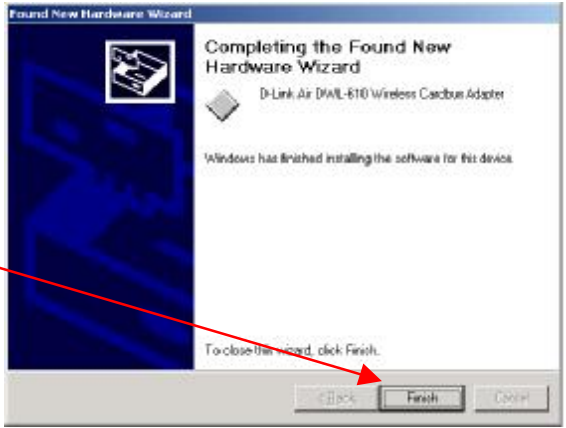 Found New Hardware Wizard
Completing the Found New
Hardware Wizard
D-Link Air DWL-610 Wireless Cardbus Adapter
Windows has finished installing the software for this device.
To close this wizard, click Finish.
< Back Finish Cancel